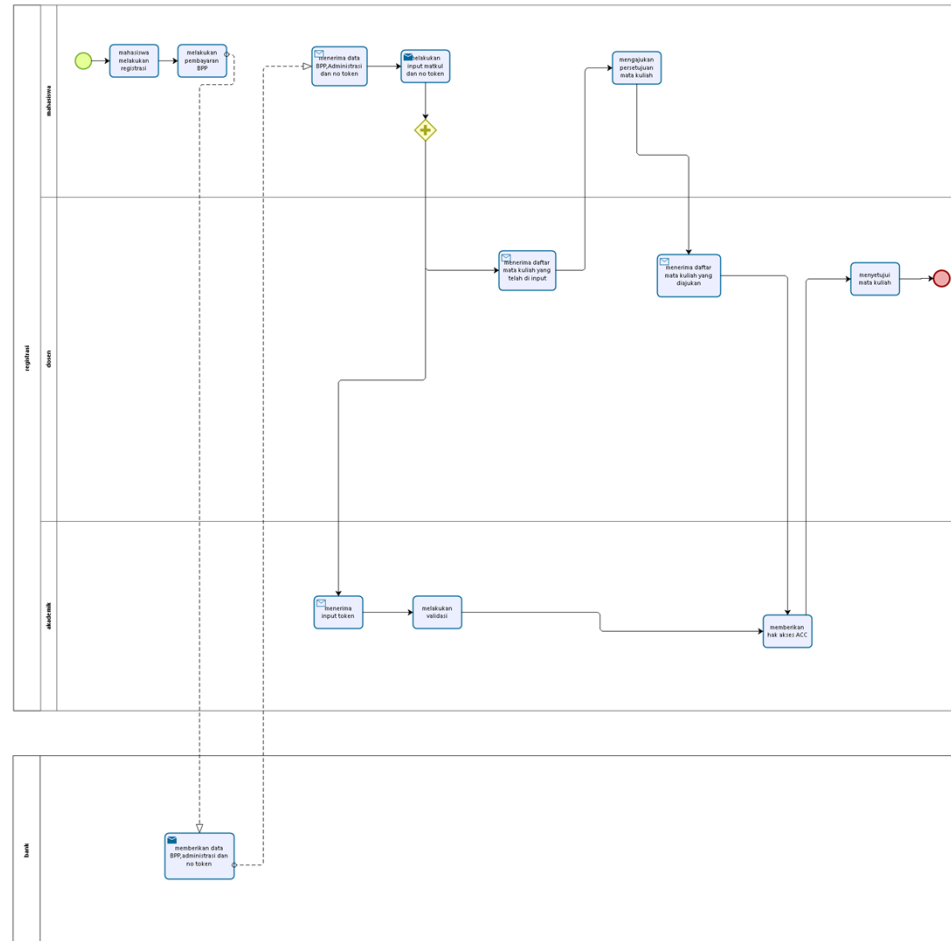 registrasi
mahasiswa
mahasiswa
melakukan
registrasi
melakukan
pembayaran
BPP
menerima data
BPP,Administrasi
dan no token
melakukan
input matkul
dan no token
mengajukan
persetujuan
mata kuliah
dosen
menerima daftar
mata kuliah yang
telah di input
menerima daftar
mata kuliah yang
disjukan
menyetujui
mata kuliah
akademik
menerima
input token
melakukan
validasi
memberikan
hak akses ACC
bank
memberikan data
BPP,administrasi dan
no token